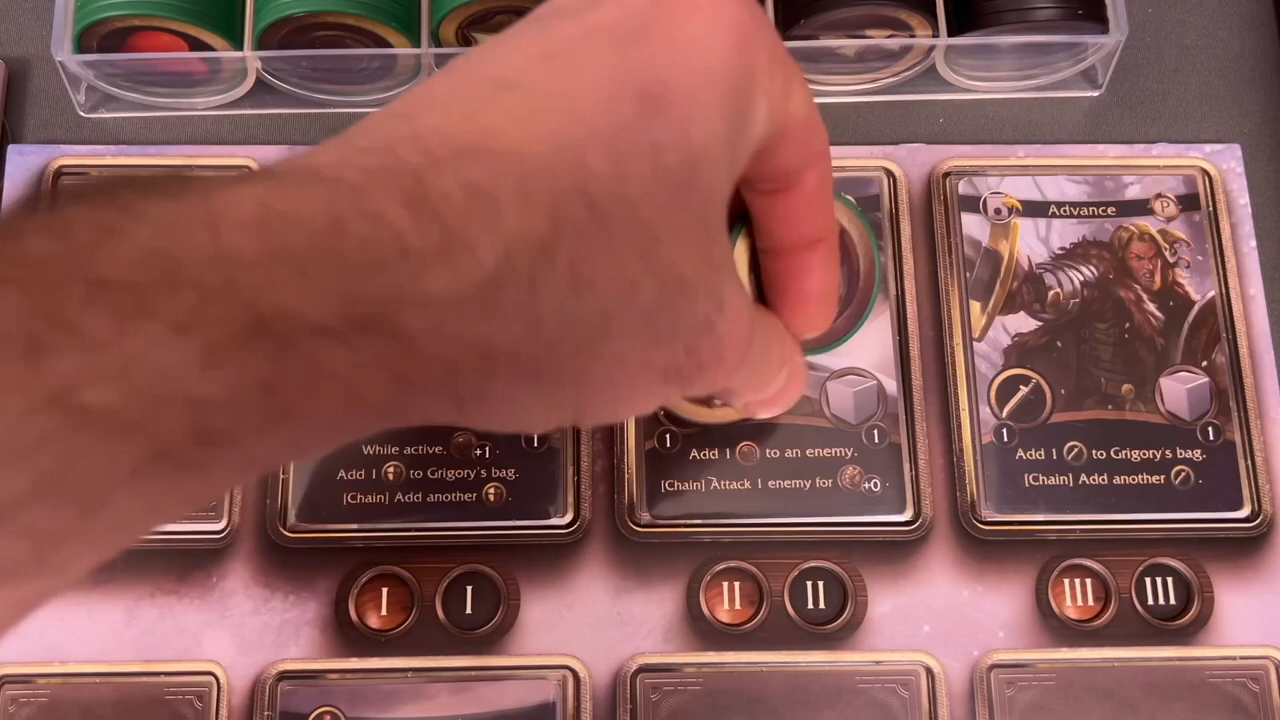 Advance
P
1
While active, +1.
Add 1 to Grigory's bag.
[Chain] Add another .
1
1
Add 1 to an enemy.
[Chain] Attack 1 enemy for +0 .
1
1
Add 1 to Grigory's bag.
[Chain] Add another .
I I
II II
III III